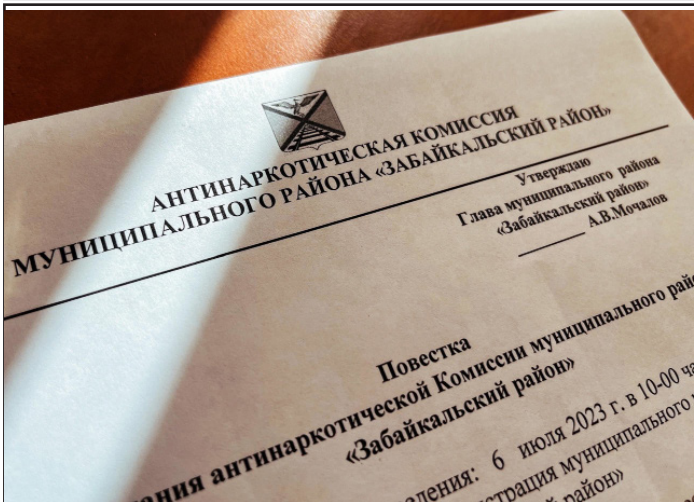 АНТИНАРКОТИЧЕСКАЯ КОМИССИЯ
МУНИЦИПАЛЬНОГО РАЙОНА «ЗАБАЙКАЛЬСКИЙ РАЙОН»
Утверждаю
Глава муниципального района
«Забайкальский район»
А.В.Мочалов
Повестка
антинаркотической Комиссии муниципального
«Забайкальский район»
6 июля 2023 г. в 10-00
муниципального